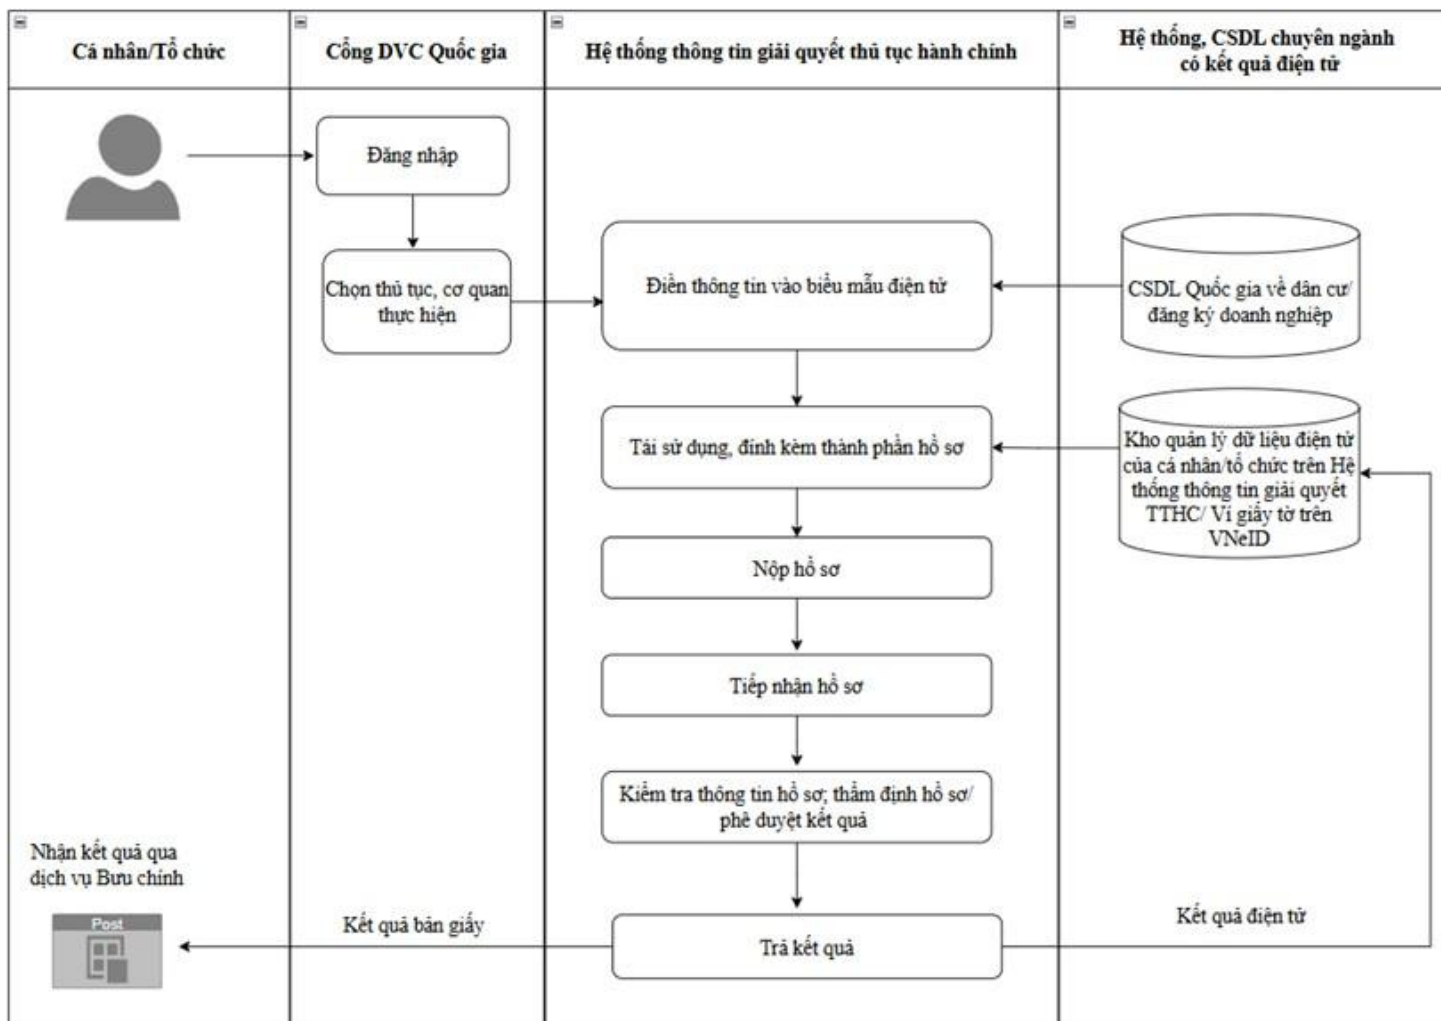 Cá nhân/Tổ chức
Cổng DVC Quốc gia
Hệ thống thông tin giải quyết thủ tục hành chính
Hệ thống, CSDL chuyên ngành
có kết quả điện tử
Đăng nhập
Chọn thủ tục, cơ quan
thực hiện
Điền thông tin vào biểu mẫu điện tử
CSDL Quốc gia về dân cư/
đăng ký doanh nghiệp
Tái sử dụng, đính kèm thành phần hồ sơ
Kho quản lý dữ liệu điện tử
của cá nhân/tổ chức trên Hệ
thống thông tin giải quyết
TTHC/ Ví giấy tờ trên
VNeID
Nộp hồ sơ
Tiếp nhận hồ sơ
Kiểm tra thông tin hồ sơ; thẩm định hồ sơ/
phê duyệt kết quả
Nhận kết quả qua
dịch vụ Bưu chính
Post
Kết quả bản giấy
Trả kết quả
Kết quả điện tử